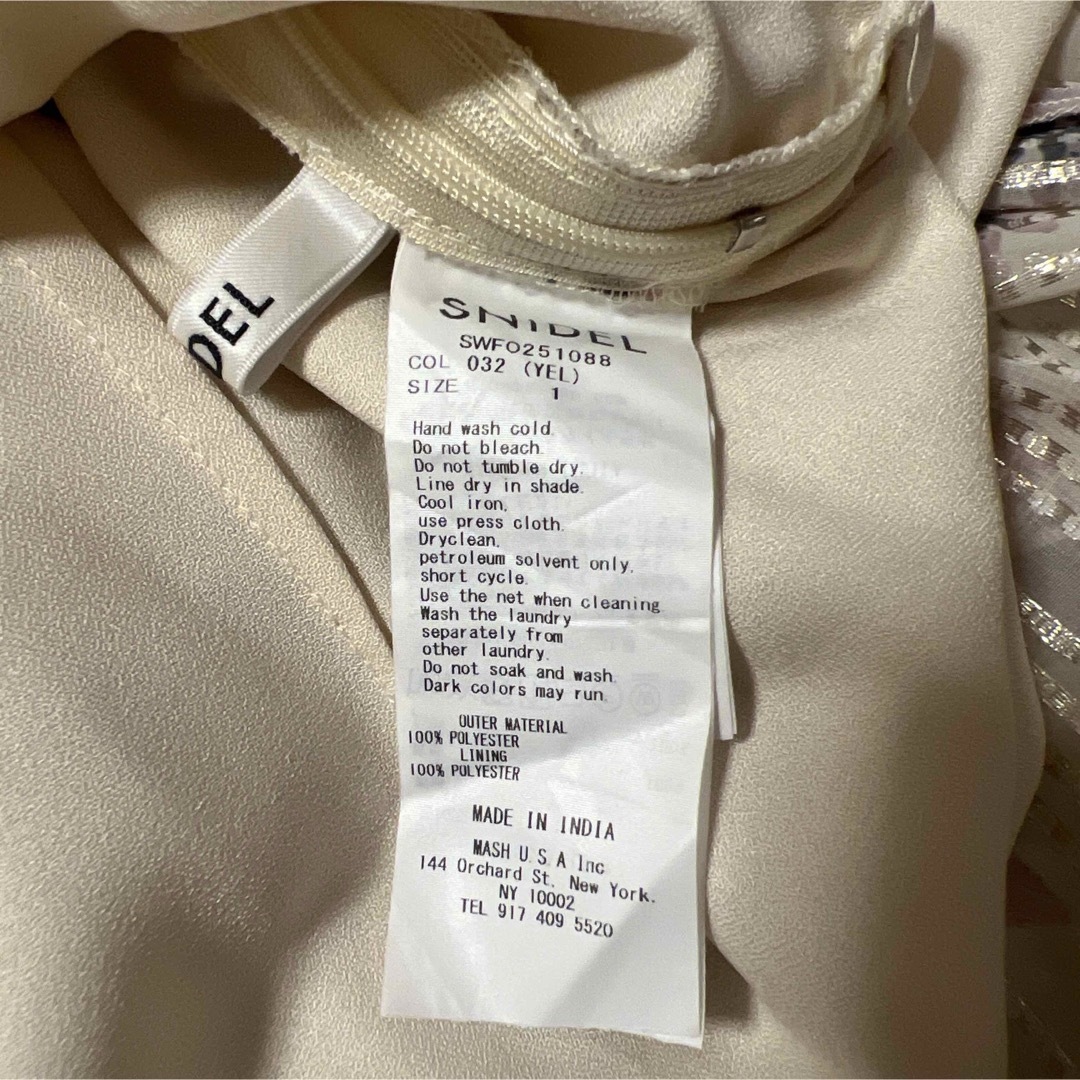 DEL
SNIDEL
SWFO251088
COL 032 (YEL)
SIZE 1
Hand wash cold.
Do not bleach.
Do not tumble dry.
Line dry in shade.
Cool iron,
use press cloth.
Dryclean,
petroleum solvent only,
short cycle.
Use the net when cleaning.
Wash the laundry
separately from
other laundry.
Do not soak and wash.
Dark colors may run.
OUTER MATERIAL
100% POLYESTER
LINING
100% POLYESTER
MADE IN INDIA
MASH U.S.A Inc
144 Orchard St. New York.
NY 10002
TEL 917 409 5520